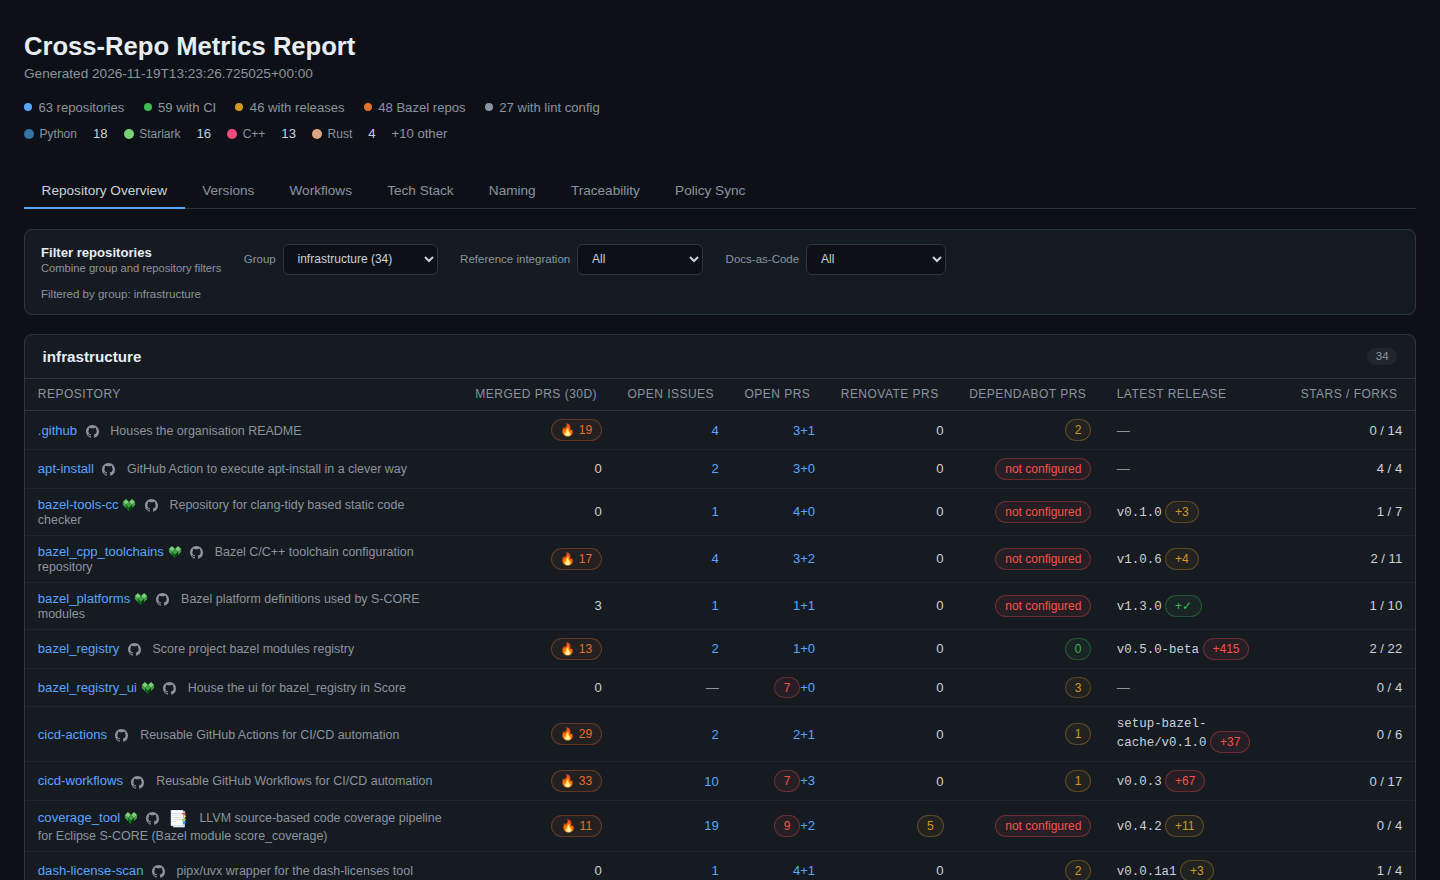 Cross-Repo Metrics Report
Generated 2026-11-19T13:23:26.725025+00:00
63 repositories 59 with CI 46 with releases 48 Bazel repos 27 with lint config
Python 18 Starlark 16 C++ 13 Rust 4 +10 other
Repository Overview Versions Workflows Tech Stack Naming Traceability Policy Sync
Filter repositories
Combine group and repository filters
Group infrastructure (34) Reference integration All Docs-as-Code All
Filtered by group: infrastructure
infrastructure 34
REPOSITORY MERGED PRS (30D) OPEN ISSUES OPEN PRS RENOVATE PRS DEPENDABOT PRS LATEST RELEASE STARS / FORKS
.github Houses the organisation README 🔥 19 4 3+1 0 2 — 0 / 14
apt-install GitHub Action to execute apt-install in a clever way 0 2 3+0 0 not configured — 4 / 4
bazel-tools-cc Repository for clang-tidy based static code
checker 0 1 4+0 0 not configured v0.1.0 +3 1 / 7
bazel_cpp_toolchains Bazel C/C++ toolchain configuration
repository 🔥 17 4 3+2 0 not configured v1.0.6 +4 2 / 11
bazel_platforms Bazel platform definitions used by S-CORE
modules 3 1 1+1 0 not configured v1.3.0 +✓ 1 / 10
bazel_registry Score project bazel modules registry 🔥 13 2 1+0 0 0 v0.5.0-beta +415 2 / 22
bazel_registry_ui House the ui for bazel_registry in Score 0 — 7+0 0 3 — 0 / 4
cicd-actions Reusable GitHub Actions for CI/CD automation 🔥 29 2 2+1 0 1 setup-bazel-
cache/v0.1.0 +37 0 / 6
cicd-workflows Reusable GitHub Workflows for CI/CD automation 🔥 33 10 7+3 0 1 v0.0.3 +67 0 / 17
coverage_tool LLVM source-based code coverage pipeline
for Eclipse S-CORE (Bazel module score_coverage) 🔥 11 19 9+2 5 not configured v0.4.2 +11 0 / 4
dash-license-scan pipx/uvx wrapper for the dash-licenses tool 0 1 4+1 0 2 v0.0.1a1 +3 1 / 4